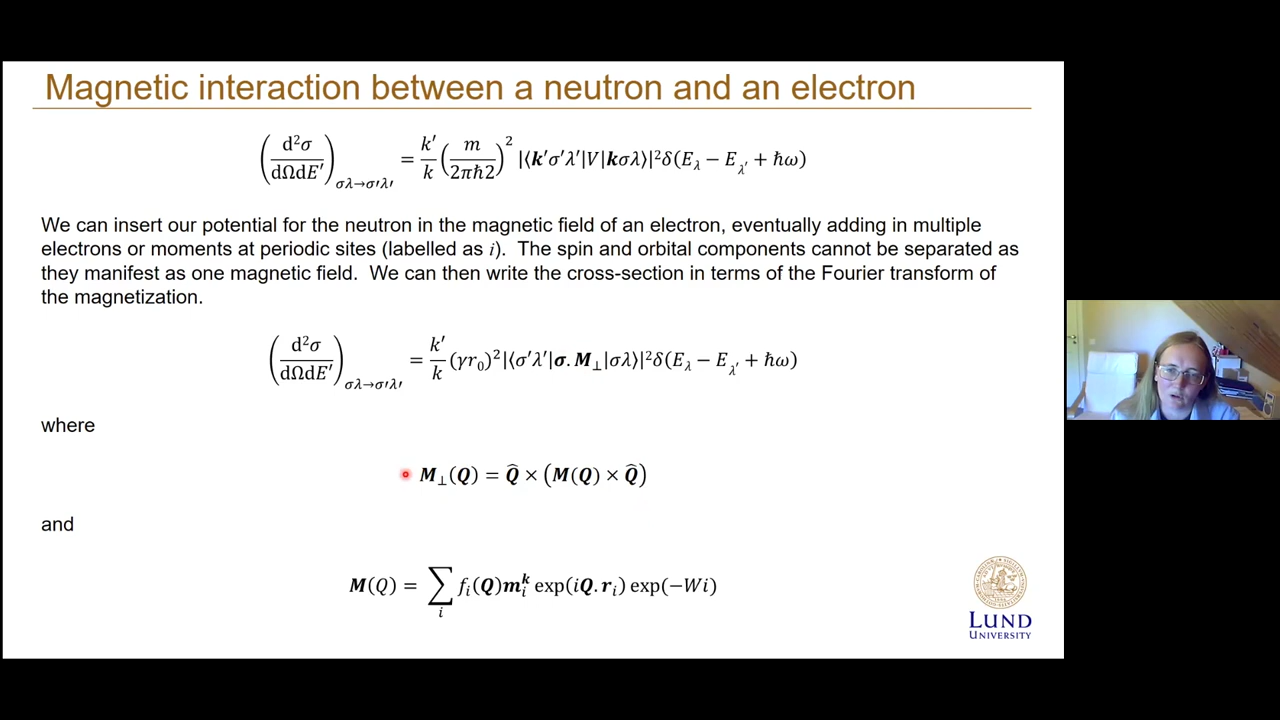 Magnetic interaction between a neutron and an electron
(d²σ/dΩdE′)σλ→σ′λ′ = k′/k (m/2πħ2)² |⟨k′σ′λ′|V|kσλ⟩|²δ(Eλ − Eλ′ + ħω)
We can insert our potential for the neutron in the magnetic field of an electron, eventually adding in multiple
electrons or moments at periodic sites (labelled as i). The spin and orbital components cannot be separated as
they manifest as one magnetic field. We can then write the cross-section in terms of the Fourier transform of
the magnetization.
(d²σ/dΩdE′)σλ→σ′λ′ = k′/k (γr₀)²|⟨σ′λ′|σ.M⊥|σλ⟩|²δ(Eλ − Eλ′ + ħω)
where
M⊥(Q) = Q̂ × (M(Q) × Q̂)
and
M(Q) = ∑i fi(Q)mᵢᵏ exp(iQ.rᵢ) exp(−Wi)
LUND
UNIVERSITY